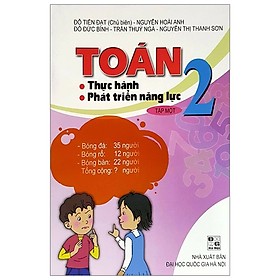 ĐỖ TIẾN ĐẠT (Chủ biên) - NGUYỄN HOÀI ANH
ĐỖ ĐỨC BÌNH - TRẦN THUÝ NGÀ - NGUYỄN THỊ THANH SƠN
TOÁN 2
• Thực hành
• Phát triển năng lực
TẬP MỘT
- Bóng đá: 35 người
- Bóng rổ: 12 người
- Bóng bàn: 22 người
Tổng cộng: ? người
NHÀ XUẤT BẢN
ĐẠI HỌC QUỐC GIA HÀ NỘI